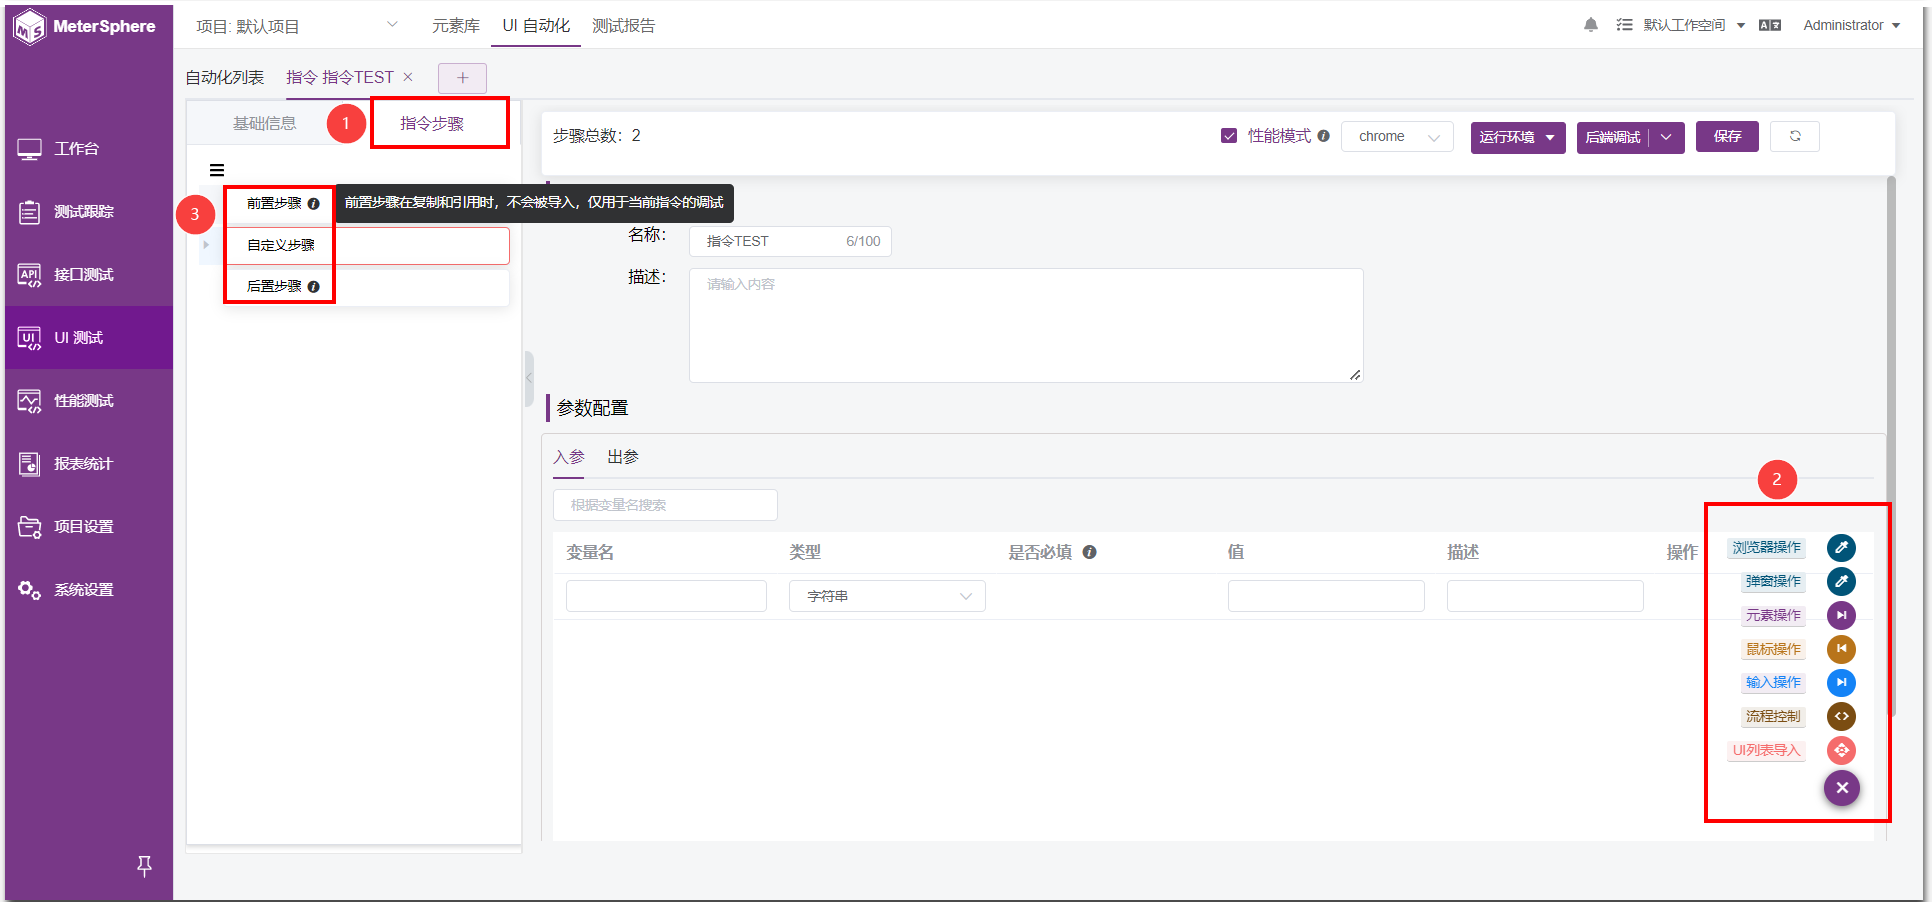 MeterSphere
项目: 默认项目
元素库
UI 自动化
测试报告
默认工作空间
Administrator
自动化列表
指令 指令TEST
基础信息
1
指令步骤
步骤总数：2
性能模式
chrome
运行环境
后端调试
保存
工作台
测试跟踪
接口测试
UI 测试
性能测试
报表统计
项目设置
系统设置
3
前置步骤
前置步骤在复制和引用时，不会被导入，仅用于当前指令的调试
自定义步骤
后置步骤
名称：
指令TEST
6/100
描述：
请输入内容
参数配置
入参
出参
根据变量名搜索
变量名
类型
是否必填
值
描述
操作
字符串
2
浏览器操作
弹窗操作
元素操作
鼠标操作
输入操作
流程控制
UI列表导入